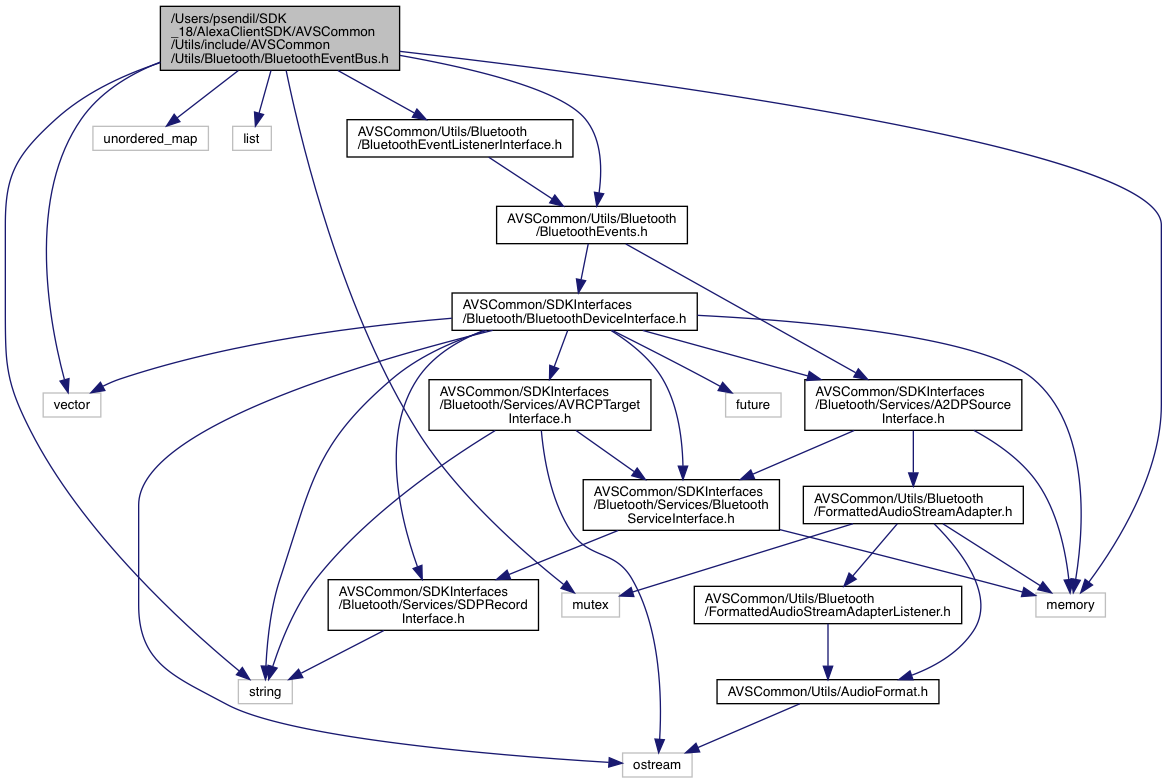 /Users/psendil/SDK
_18/AlexaClientSDK/AVSCommon
/Utils/include/AVSCommon
/Utils/Bluetooth/BluetoothEventBus.h
unordered_map
list
AVSCommon/Utils/Bluetooth
/BluetoothEventListenerInterface.h
AVSCommon/Utils/Bluetooth
/BluetoothEvents.h
AVSCommon/SDKInterfaces
/Bluetooth/BluetoothDeviceInterface.h
vector
AVSCommon/SDKInterfaces
/Bluetooth/Services/AVRCPTarget
Interface.h
future
AVSCommon/SDKInterfaces
/Bluetooth/Services/A2DPSource
Interface.h
AVSCommon/SDKInterfaces
/Bluetooth/Services/Bluetooth
ServiceInterface.h
AVSCommon/Utils/Bluetooth
/FormattedAudioStreamAdapter.h
AVSCommon/SDKInterfaces
/Bluetooth/Services/SDPRecord
Interface.h
mutex
AVSCommon/Utils/Bluetooth
/FormattedAudioStreamAdapterListener.h
memory
string
AVSCommon/Utils/AudioFormat.h
ostream